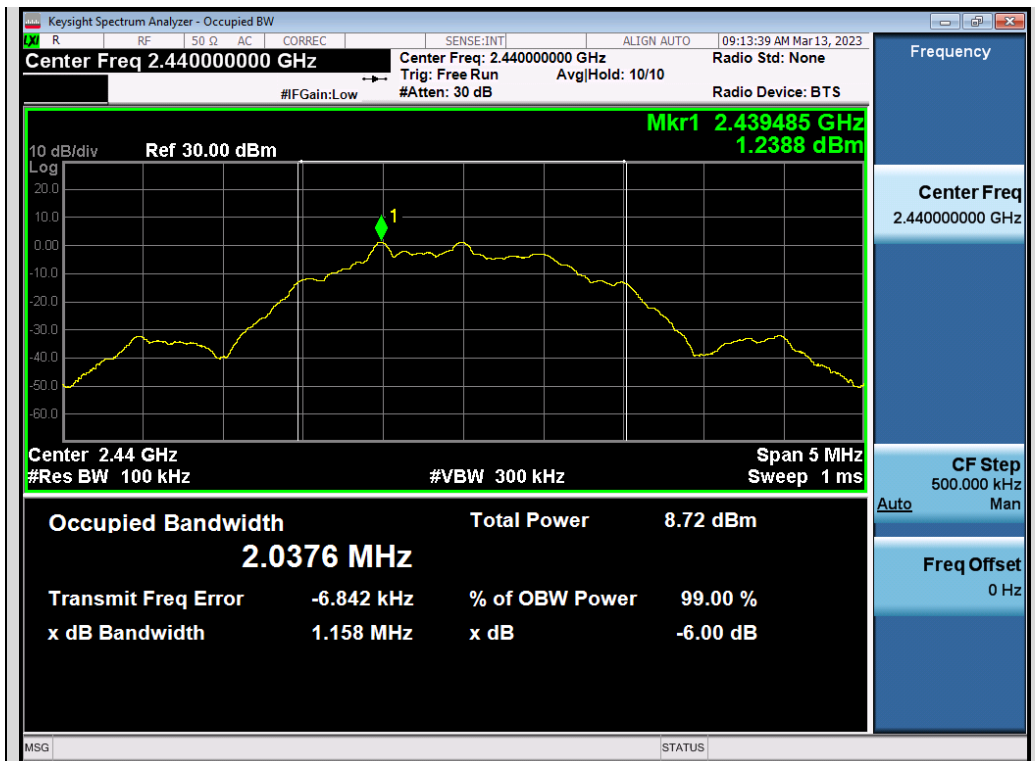 Keysight Spectrum Analyzer - Occupied BW
LXI R RF 50 Ω AC CORREC SENSE:INT ALIGN AUTO 09:13:39 AM Mar 13, 2023
Center Freq 2.440000000 GHz
#IFGain:Low
Center Freq: 2.440000000 GHz
Trig: Free Run Avg|Hold: 10/10
#Atten: 30 dB
Radio Std: None
Radio Device: BTS
Mkr1 2.439485 GHz
1.2388 dBm
10 dB/div Ref 30.00 dBm
Log
20.0
10.0
0.00
-10.0
-20.0
-30.0
-40.0
-50.0
-60.0
1
Center 2.44 GHz Span 5 MHz
#Res BW 100 kHz #VBW 300 kHz Sweep 1 ms
Occupied Bandwidth Total Power 8.72 dBm
2.0376 MHz
Transmit Freq Error -6.842 kHz % of OBW Power 99.00 %
x dB Bandwidth 1.158 MHz x dB -6.00 dB
Frequency
Center Freq
2.440000000 GHz
CF Step
500.000 kHz
Auto Man
Freq Offset
0 Hz
MSG STATUS